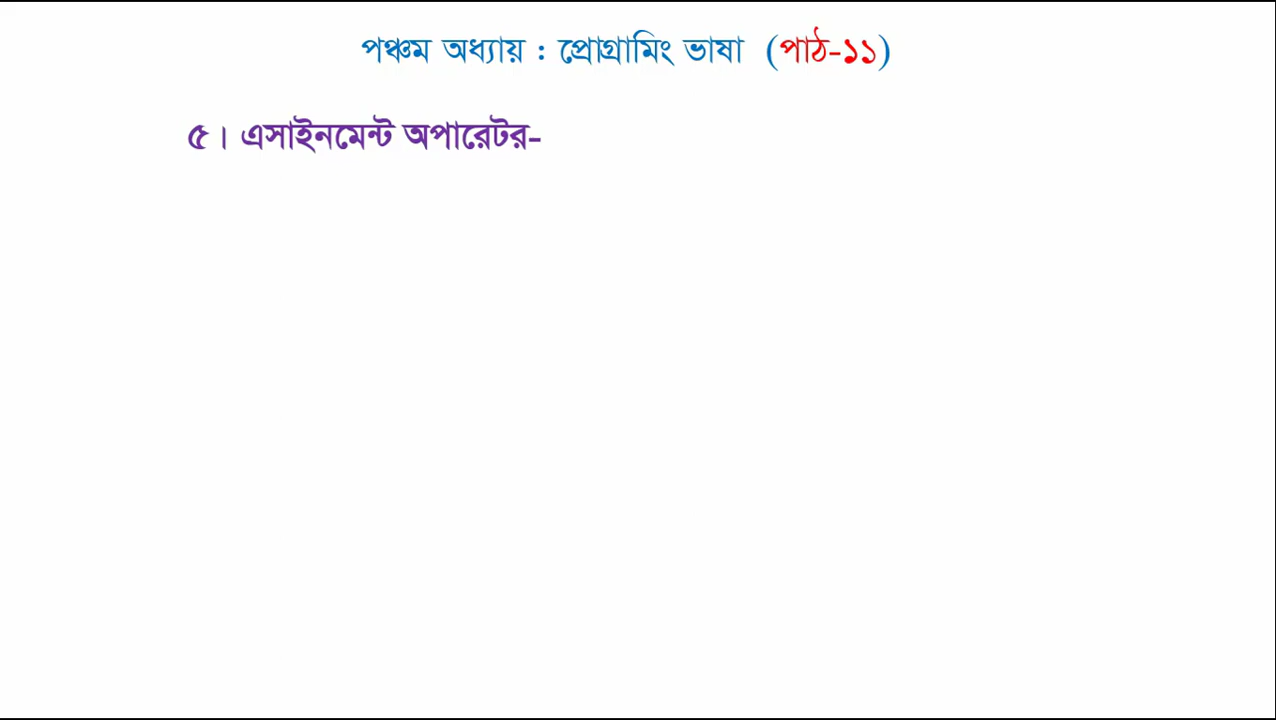 পঞ্চম অধ্যায় : প্রোগ্রামিং ভাষা (পাঠ-১১)
৫। এসাইনমেন্ট অপারেটর-